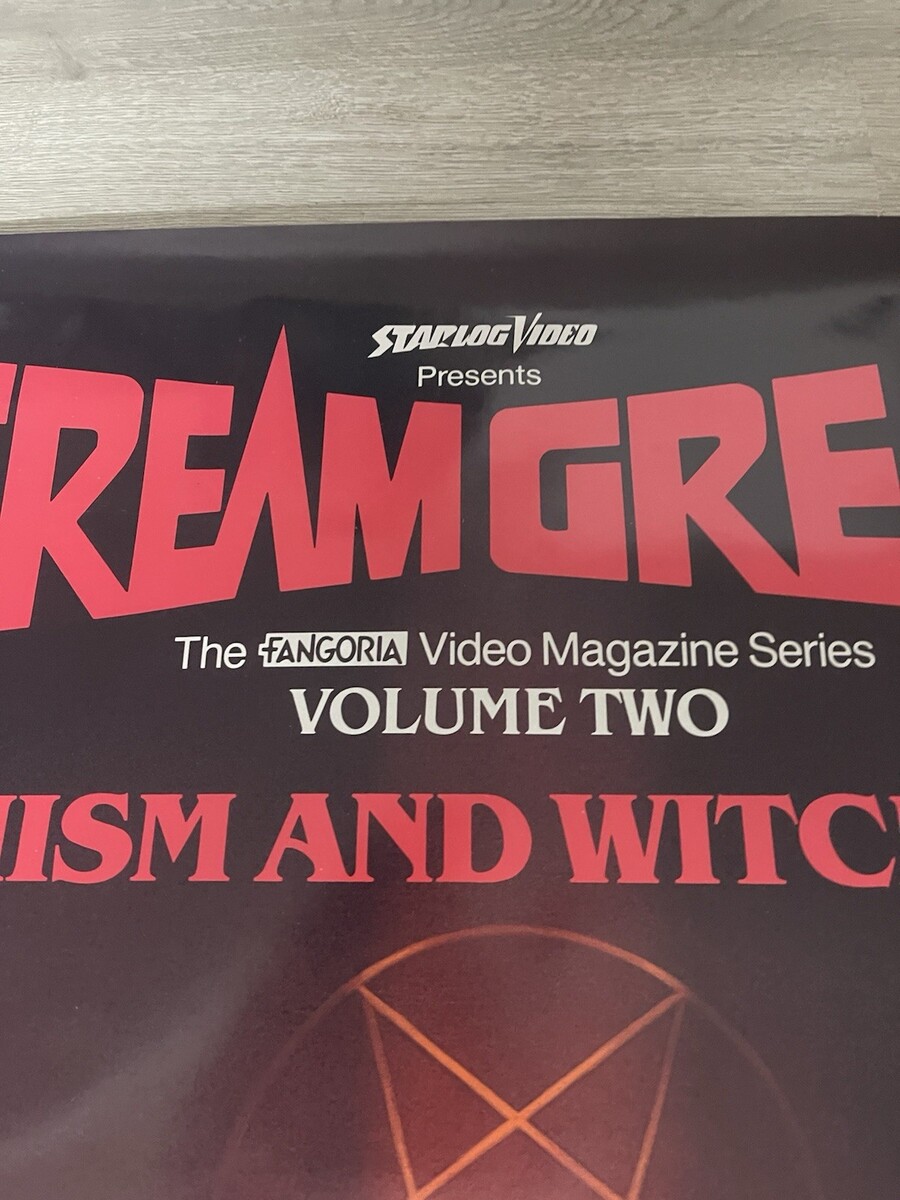 STARLOG VIDEO
Presents
REAM GRE
The FANGORIA Video Magazine Series
VOLUME TWO
ISM AND WITC